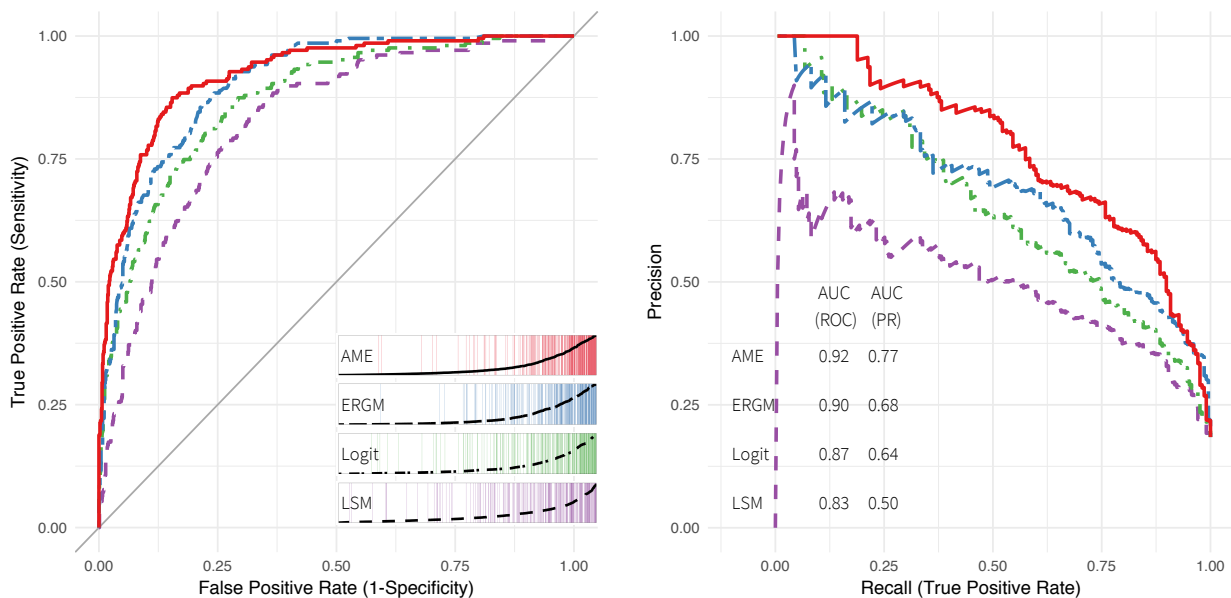 True Positive Rate (Sensitivity)
1.00
0.75
0.50
0.25
0.00
AME
ERGM
Logit
LSM
0.00 0.25 0.50 0.75 1.00
False Positive Rate (1-Specificity)
Precision
1.00
0.75
0.50
0.25
0.00
AUC AUC
(ROC) (PR)
AME 0.92 0.77
ERGM 0.90 0.68
Logit 0.87 0.64
LSM 0.83 0.50
0.00 0.25 0.50 0.75 1.00
Recall (True Positive Rate)